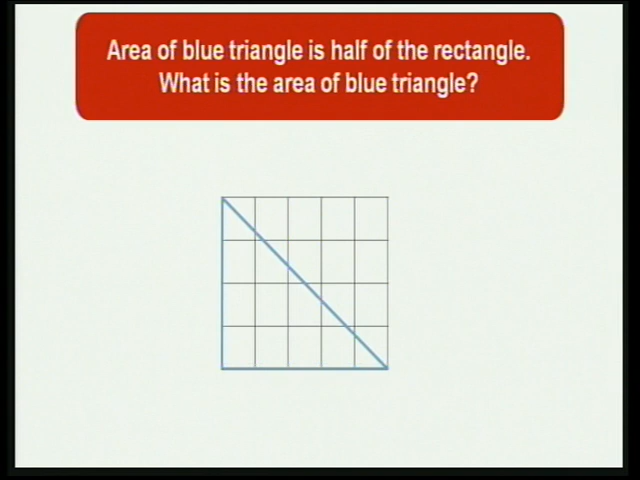 Area of blue triangle is half of the rectangle.
What is the area of blue triangle?